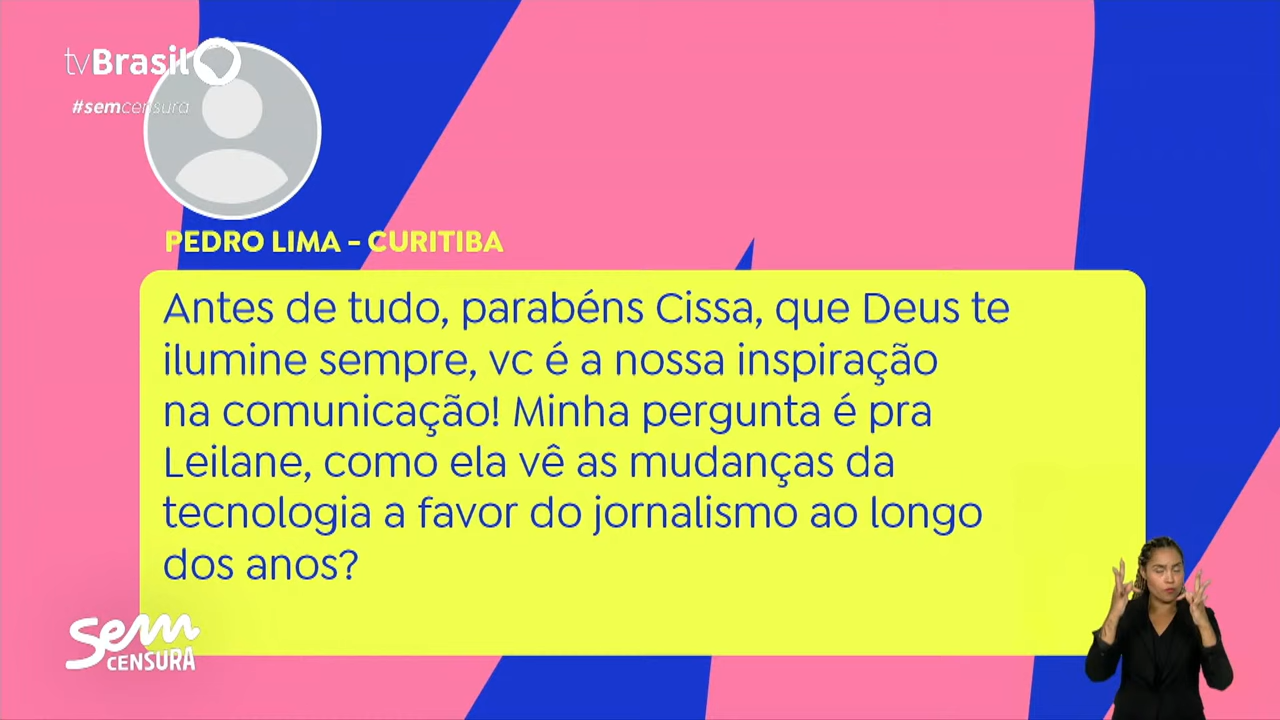 tvBrasil
#semcensura
PEDRO LIMA - CURITIBA
Antes de tudo, parabéns Cissa, que Deus te
ilumine sempre, vc é a nossa inspiração
na comunicação! Minha pergunta é pra
Leilane, como ela vê as mudanças da
tecnologia a favor do jornalismo ao longo
dos anos?
Sem
CENSURA